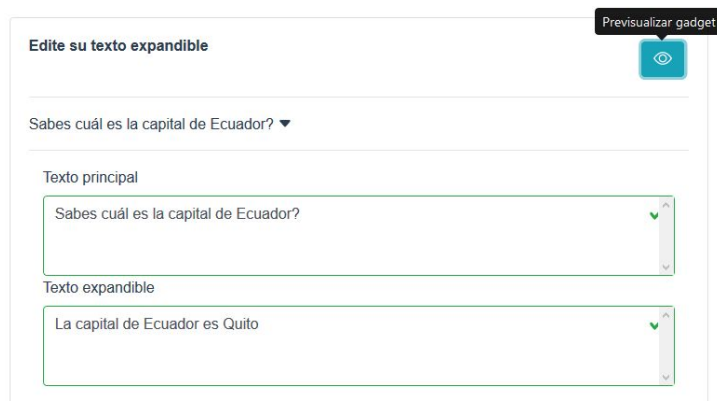 Previsualizar gadget
Edite su texto expandible
Sabes cuál es la capital de Ecuador?
Texto principal
Sabes cuál es la capital de Ecuador?
Texto expandible
La capital de Ecuador es Quito